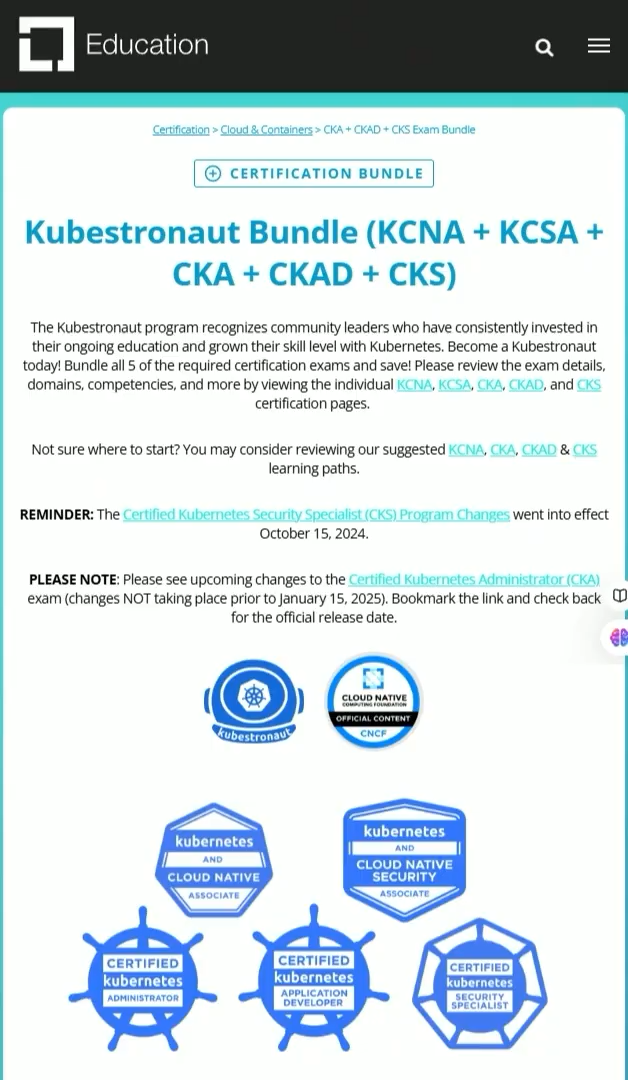 Education
Certification > Cloud & Containers > CKA + CKAD + CKS Exam Bundle
CERTIFICATION BUNDLE
Kubestronaut Bundle (KCNA + KCSA +
CKA + CKAD + CKS)
The Kubestronaut program recognizes community leaders who have consistently invested in
their ongoing education and grown their skill level with Kubernetes. Become a Kubestronaut
today! Bundle all 5 of the required certification exams and save! Please review the exam details,
domains, competencies, and more by viewing the individual KCNA, KCSA, CKA, CKAD, and CKS
certification pages.
Not sure where to start? You may consider reviewing our suggested KCNA, CKA, CKAD & CKS
learning paths.
REMINDER: The Certified Kubernetes Security Specialist (CKS) Program Changes went into effect
October 15, 2024.
PLEASE NOTE: Please see upcoming changes to the Certified Kubernetes Administrator (CKA)
exam (changes NOT taking place prior to January 15, 2025). Bookmark the link and check back
for the official release date.
kubestronaut
CLOUD NATIVE
COMPUTING FOUNDATION
OFFICIAL CONTENT
CNCF
kubernetes
AND
CLOUD NATIVE
ASSOCIATE
kubernetes
AND
CLOUD NATIVE
SECURITY
ASSOCIATE
CERTIFIED
kubernetes
ADMINISTRATOR
CERTIFIED
kubernetes
APPLICATION
DEVELOPER
CERTIFIED
kubernetes
SECURITY
SPECIALIST